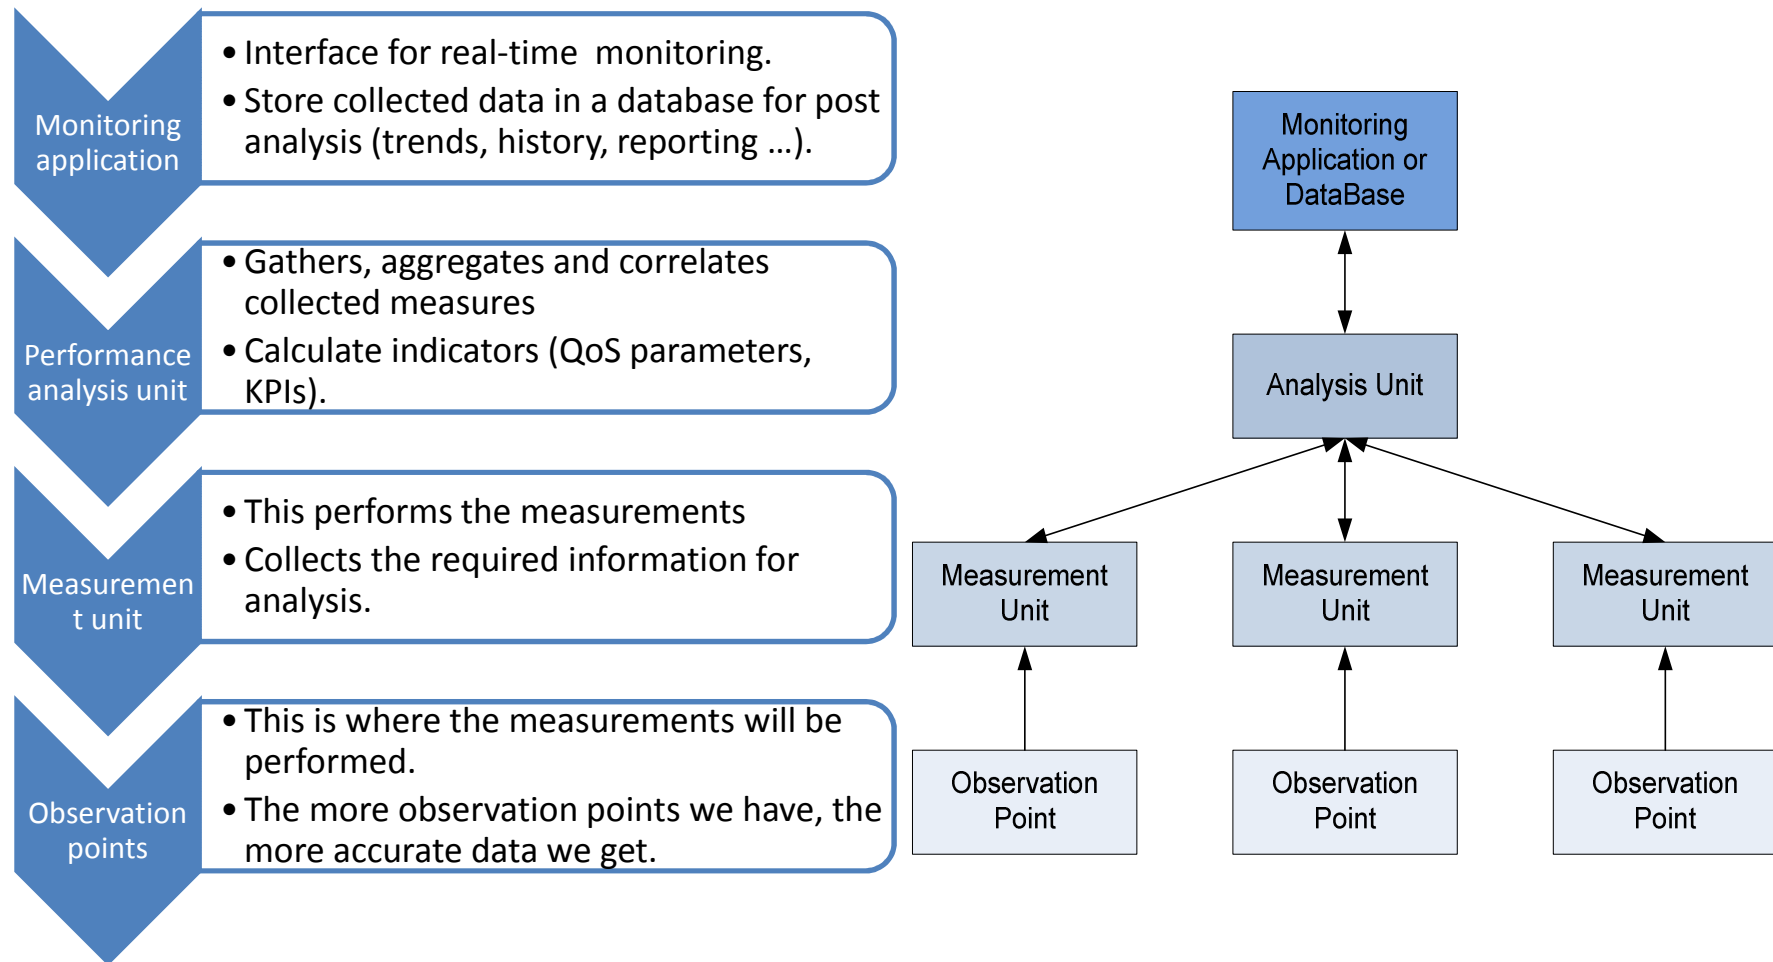 Monitoring
application
• Interface for real-time  monitoring.
• Store collected data in a database for post
analysis (trends, history, reporting ...).
Performance
analysis unit
• Gathers, aggregates and correlates
collected measures
• Calculate indicators (QoS parameters,
KPIs).
Measuremen
t unit
• This performs the measurements
• Collects the required information for
analysis.
Observation
points
• This is where the measurements will be
performed.
• The more observation points we have, the
more accurate data we get.
Monitoring
Application or
DataBase
Analysis Unit
Measurement
Unit
Measurement
Unit
Measurement
Unit
Observation
Point
Observation
Point
Observation
Point